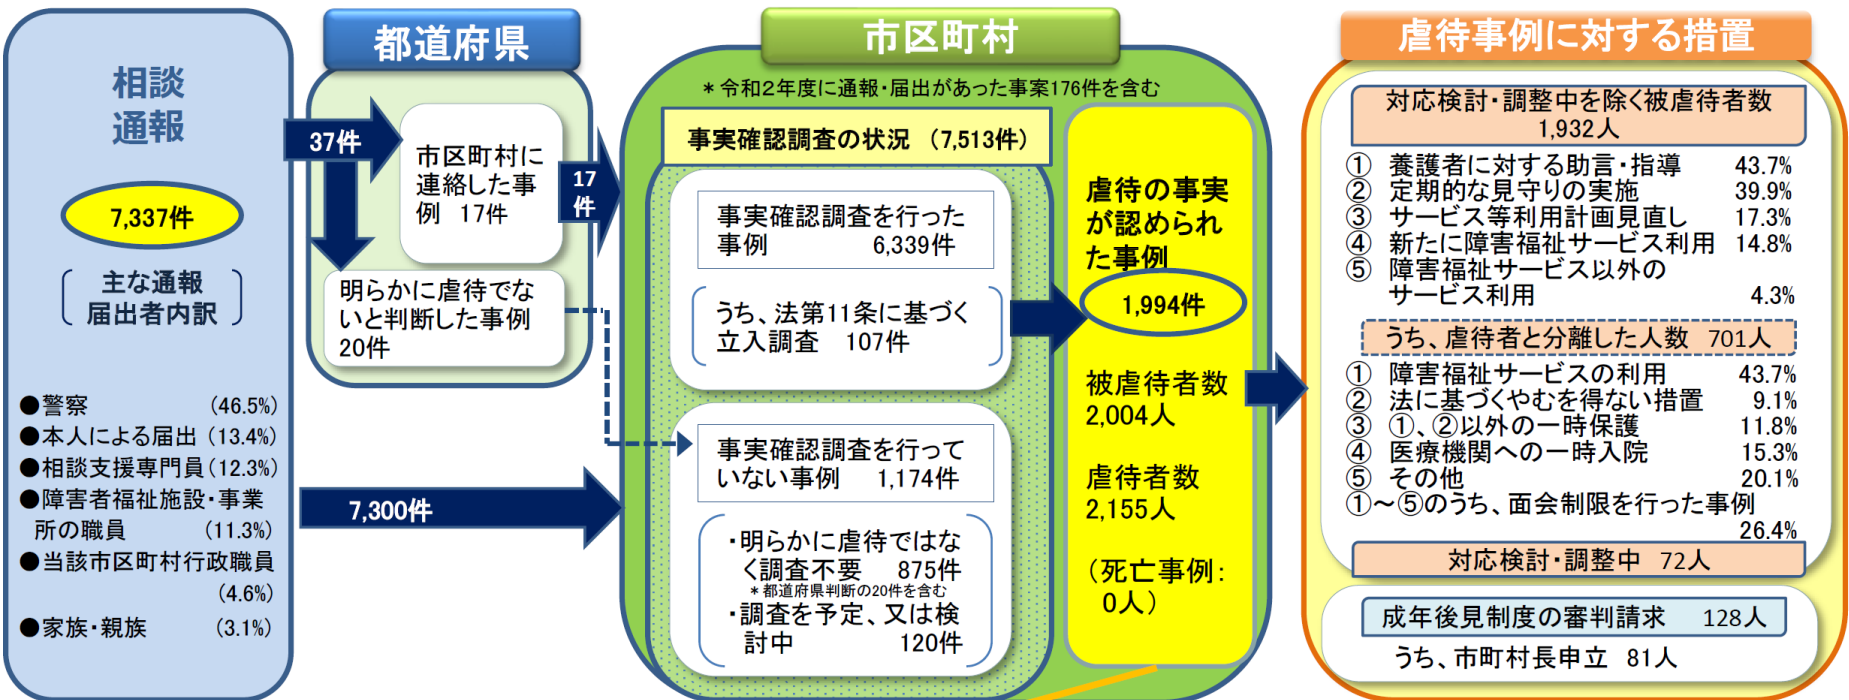 相談
通報
7,337件
主な通報
届出者内訳
●警察 (46.5%)
●本人による届出 (13.4%)
●相談支援専門員 (12.3%)
●障害者福祉施設・事業
所の職員 (11.3%)
●当該市区町村行政職員
(4.6%)
●家族・親族 (3.1%)
都道府県
37件
市区町村に
連絡した事
例 17件
17
件
明らかに虐待でな
いと判断した事例
20件
7,300件
市区町村
*令和2年度に通報・届出があった事案176件を含む
事実確認調査の状況 (7,513件)
事実確認調査を行った
事例 6,339件
うち、法第11条に基づく
立入調査 107件
事実確認調査を行って
いない事例 1,174件
・明らかに虐待ではな
く調査不要 875件
*都道府県判断の20件を含む
・調査を予定、又は検
討中 120件
虐待の事実
が認められ
た事例
1,994件
被虐待者数
2,004人
虐待者数
2,155人
(死亡事例:
0人)
虐待事例に対する措置
対応検討・調整中を除く被虐待者数
1,932人
① 養護者に対する助言・指導 43.7%
② 定期的な見守りの実施 39.9%
③ サービス等利用計画見直し 17.3%
④ 新たに障害福祉サービス利用 14.8%
⑤ 障害福祉サービス以外の
サービス利用 4.3%
うち、虐待者と分離した人数 701人
① 障害福祉サービスの利用 43.7%
② 法に基づくやむを得ない措置 9.1%
③ ①、②以外の一時保護 11.8%
④ 医療機関への一時入院 15.3%
⑤ その他 20.1%
①~⑤のうち、面会制限を行った事例
26.4%
対応検討・調整中 72人
成年後見制度の審判請求 128人
うち、市町村長申立 81人